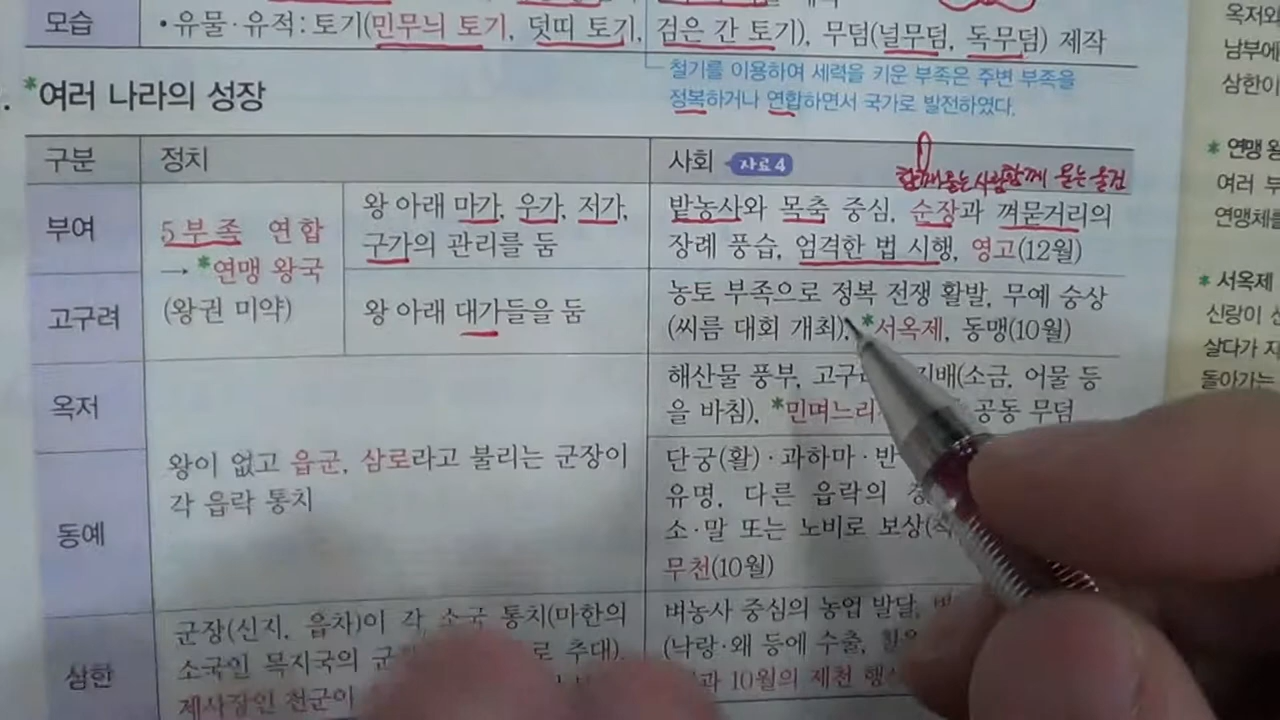 모습
• 유물·유적: 토기(민무늬 토기, 덧띠 토기, 검은 간 토기), 무덤(널무덤, 독무덤) 제작
철기를 이용하여 세력을 키운 부족은 주변 부족을
정복하거나 연합하면서 국가로 발전하였다.
*여러 나라의 성장
구분
정치
사회 자료 4
함께 묻는 물건
부여
5부족 연합
→ *연맹 왕국
(왕권 미약)
왕 아래 마가, 우가, 저가,
구가의 관리를 둠
밭농사와 목축 중심, 순장과 껴묻거리의
장례 풍습, 엄격한 법 시행, 영고(12월)
고구려
왕 아래 대가들을 둠
농토 부족으로 정복 전쟁 활발, 무예 숭상
(씨름 대회 개최), *서옥제, 동맹(10월)
옥저
왕이 없고 읍군, 삼로라고 불리는 군장이
각 읍락 통치
해산물 풍부, 어물 등
을 바침), *민며느리 공동 무덤
동예
단궁(활)·과하마·반
유명, 다른 읍락의
소·말 또는 노비로 보상
무천(10월)
삼한
군장(신지, 읍차)이 각 소국 통치(마한의
소국인 목지국의 로 추대),
제사장인 천군이
벼농사 중심의 농업 발달,
(낙랑·왜 등에 수출,
10월의 제천
옥저와
남부에
삼한이
* 연맹 왕
여러 부
연맹체를
* 서옥제
신랑이
살다가
돌아가는